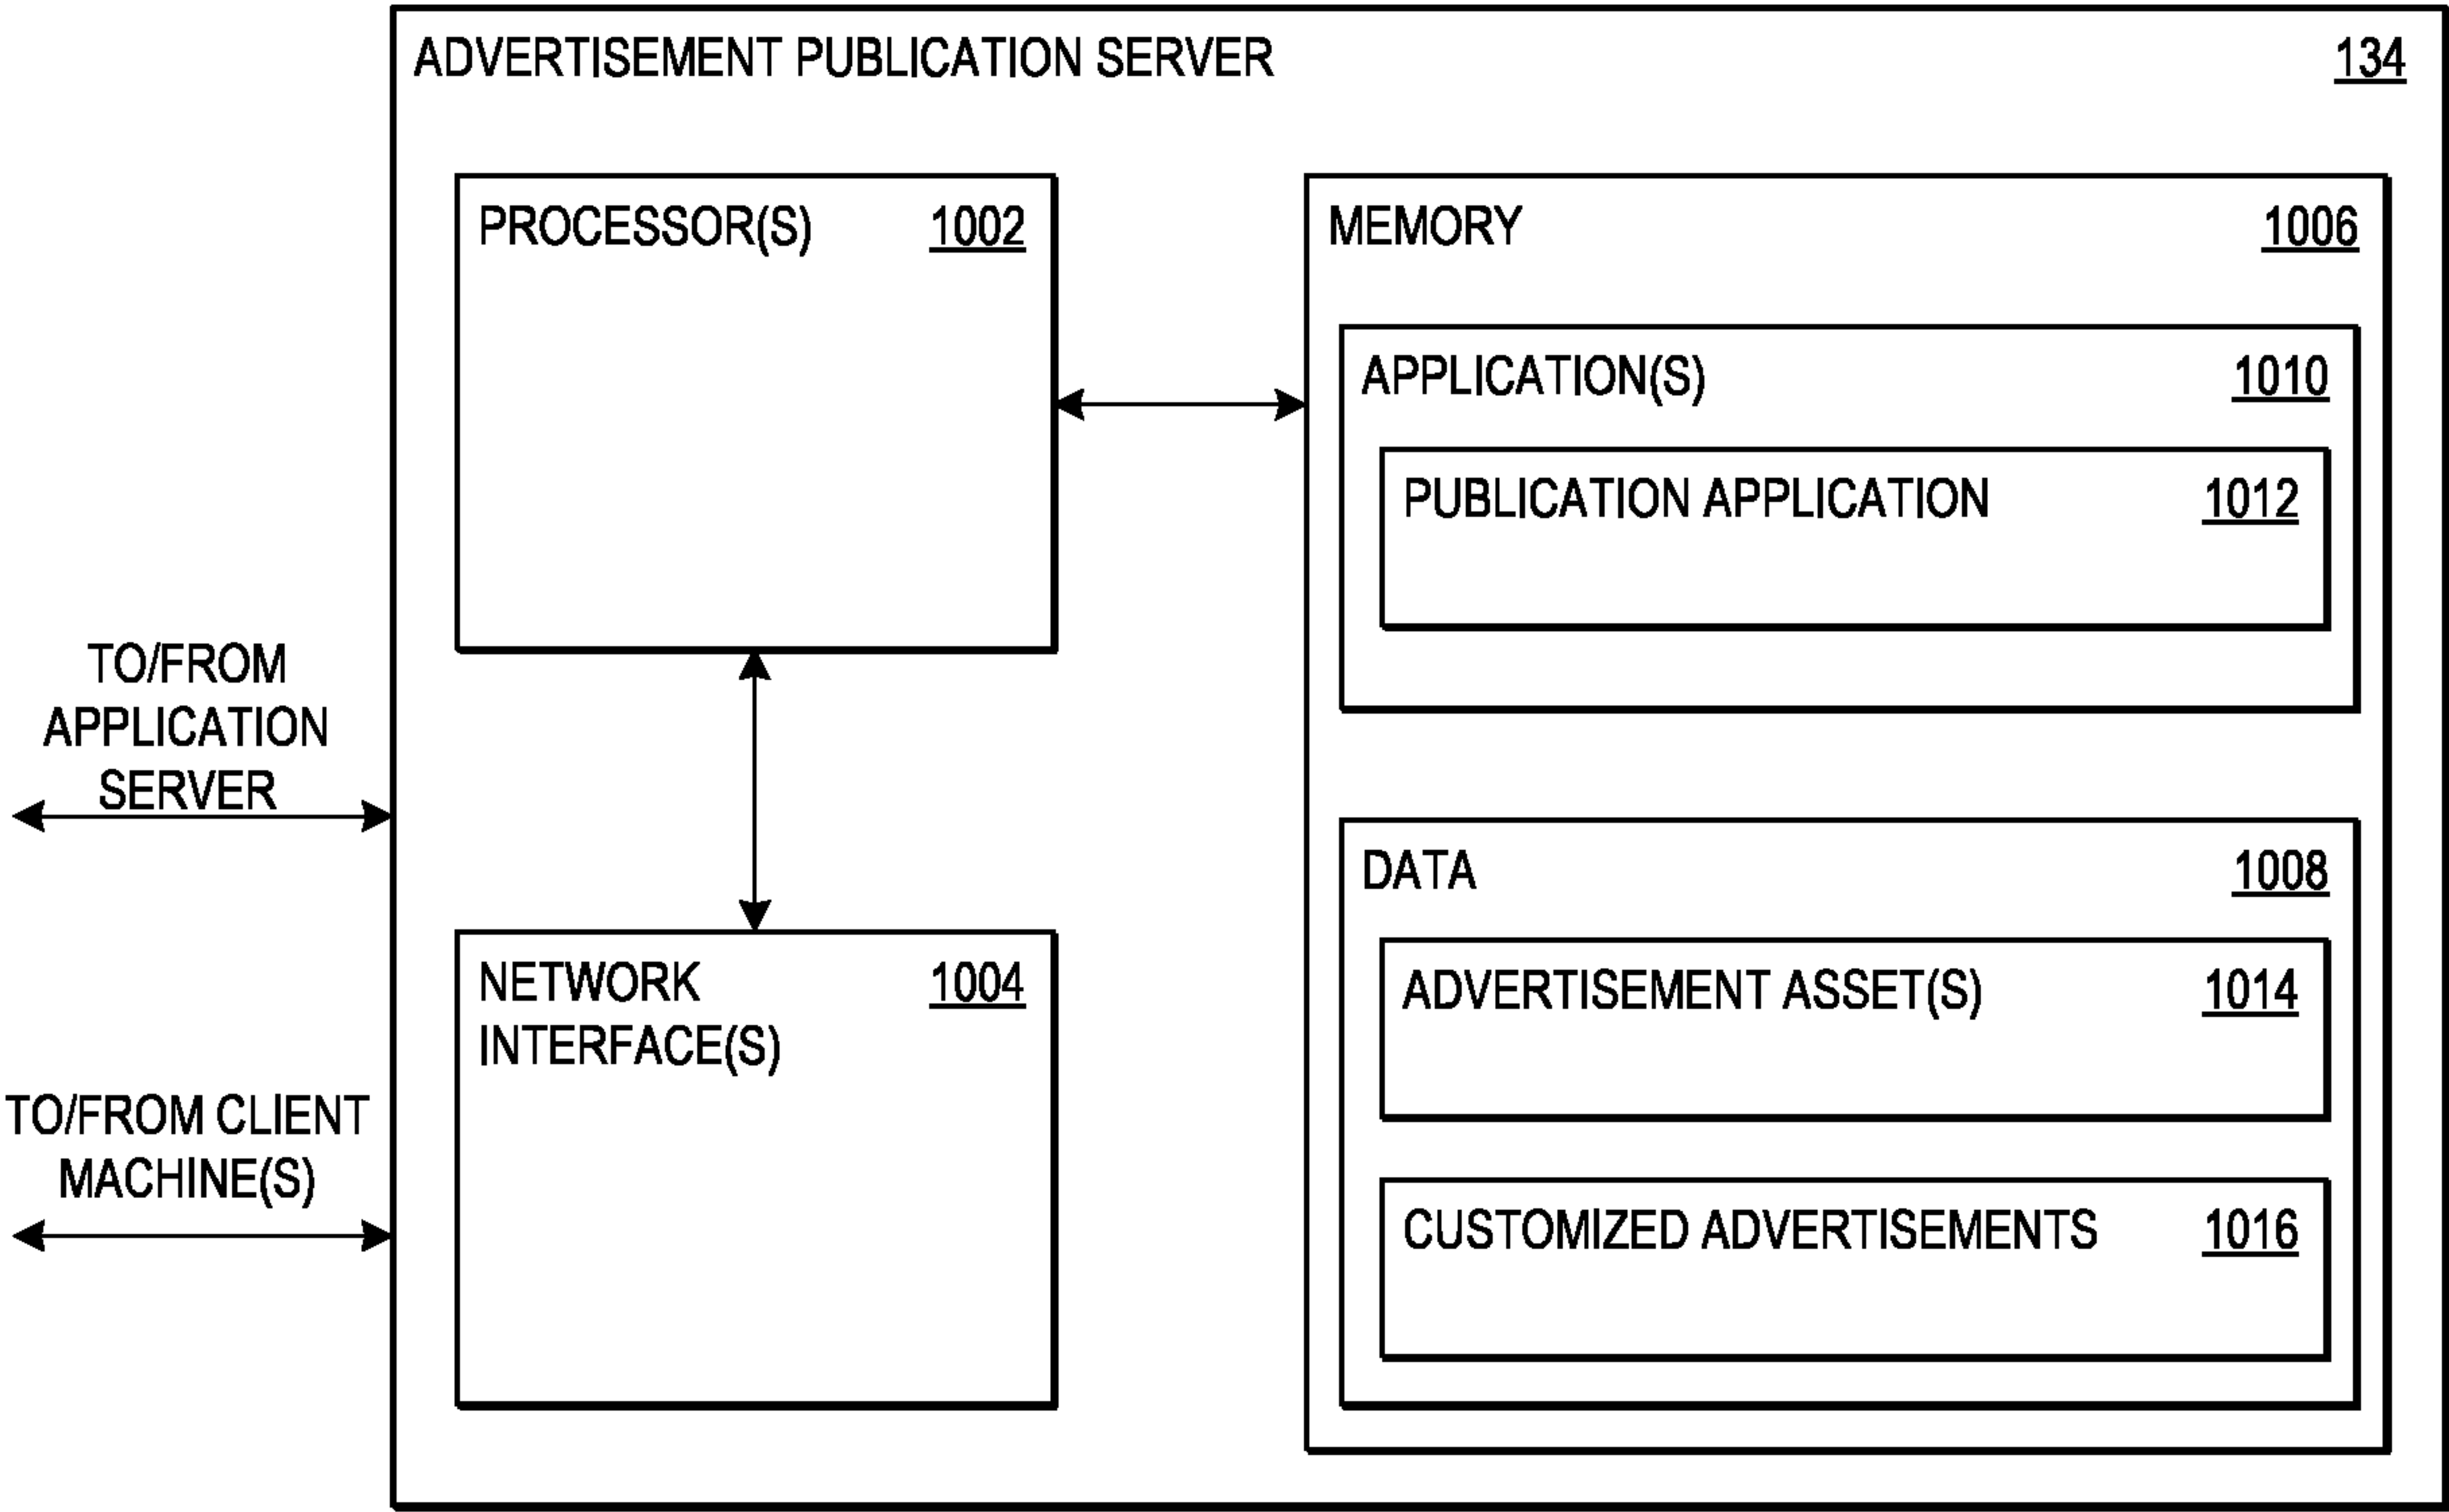 ADVERTISEMENT PUBLICATION SERVER 134
PROCESSOR(S) 1002
MEMORY 1006
APPLICATION(S) 1010
PUBLICATION APPLICATION 1012
TO/FROM
APPLICATION
SERVER
DATA 1008
NETWORK 1004
INTERFACE(S)
ADVERTISEMENT ASSET(S) 1014
TO/FROM CLIENT
MACHINE(S)
CUSTOMIZED ADVERTISEMENTS 1016